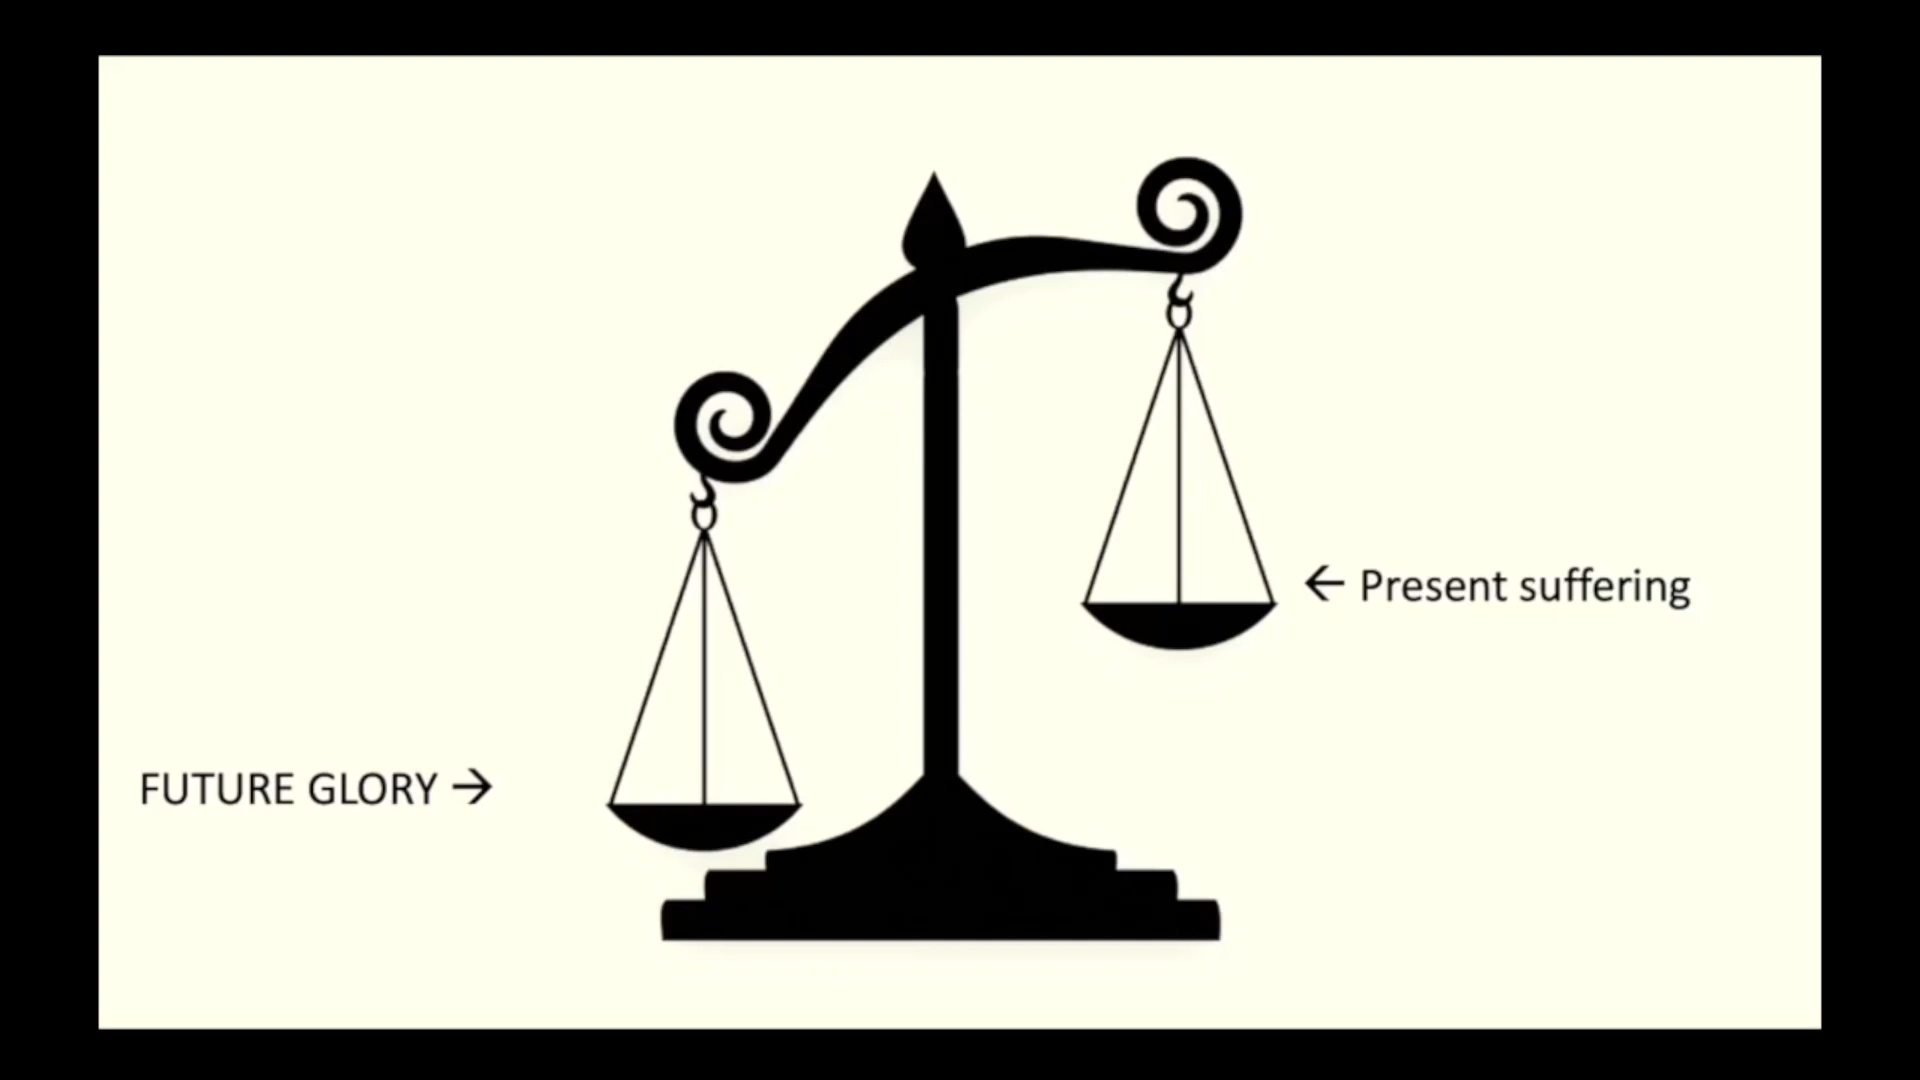 ← Present suffering
FUTURE GLORY →